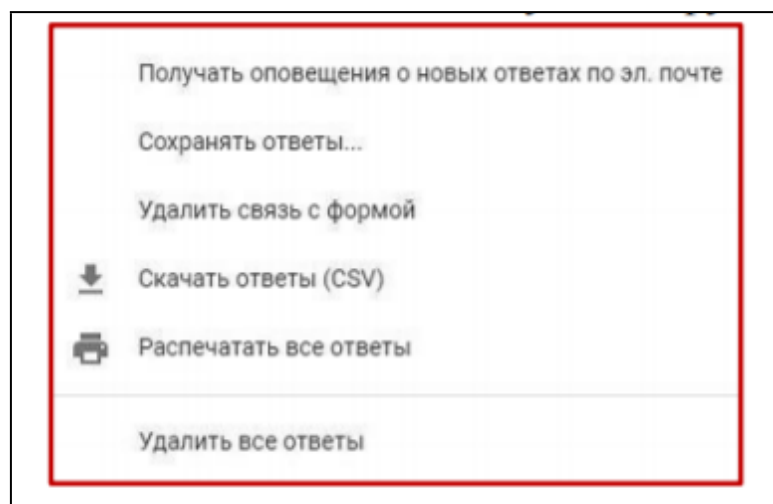 Получать оповещения о новых ответах по эл. почте
Сохранять ответы...
Удалить связь с формой
Скачать ответы (CSV)
Распечатать все ответы
Удалить все ответы